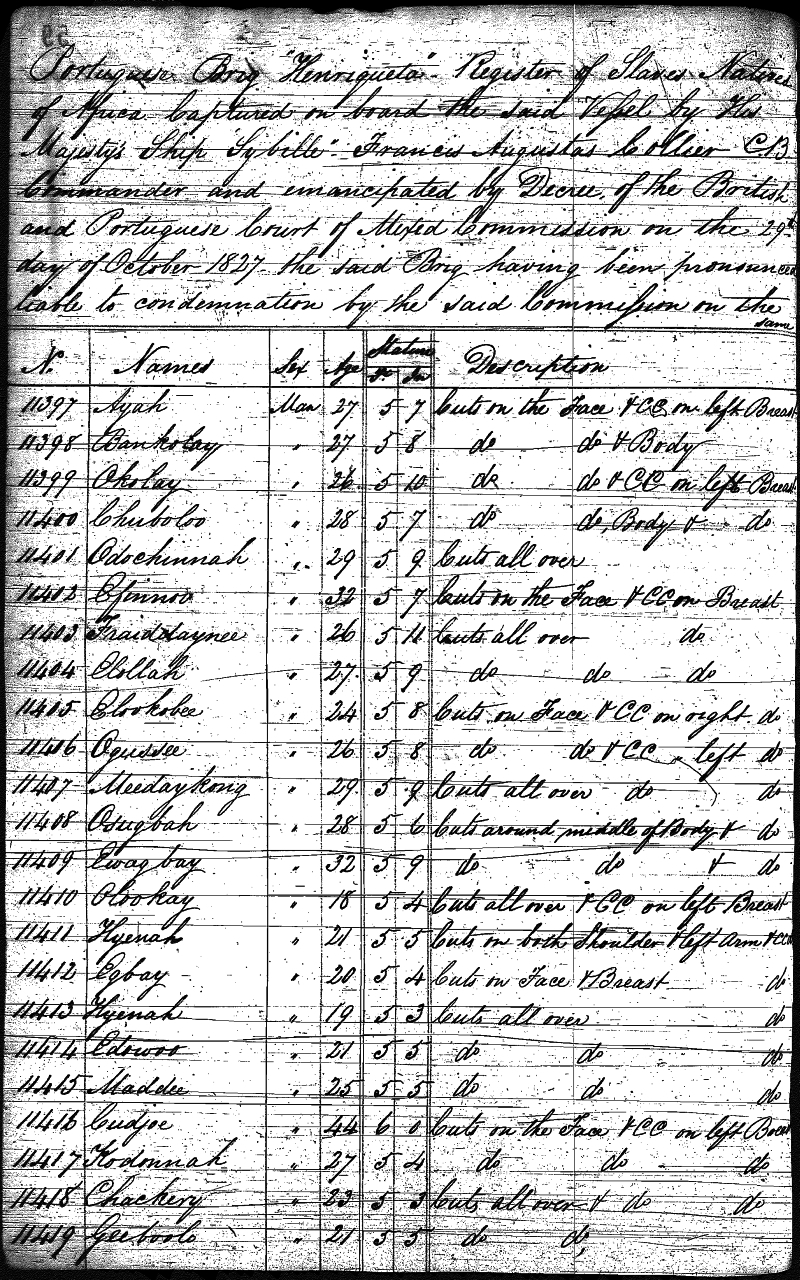 Portuguese Brig "Henriqueta" Register of Slaves Natives
of Africa Captured on board the said Vessel by His
Majesty's Ship "Sybille" Francis Augustus Collier C.B.
Commander and emancipated by Decree of the British
and Portuguese Court of Mixed Commission on the 29th
day of October 1827 the said Brig having been pronounced
liable to condemnation by the said Commission on the
same
No. Names Sex Age Stature Description
Ft. In
11397 Ayah Man 27 5 7 Cuts on the Face & CC on left Breast
11398 Bankolay " 27 5 8 do do & Body
11399 Okolay " 26 5 10 do do & CC on left Breast
11400 Chuboloo " 28 5 7 do do, Body & do
11401 Odochinnah " 29 5 9 Cuts all over
11402 Efinnoo " 32 5 7 Cuts on the Face & CC on Breast
11403 Fraiddaynee " 26 5 11 Cuts all over do
11404 Elollah " 27 5 9 do do do
11405 Elookobee " 24 5 8 Cuts on Face & CC on right do
11406 Ogussee " 26 5 8 do do & CC " left do
11407 Meedaykong " 29 5 9 Cuts all over do do
11408 Osugbah " 28 5 6 Cuts around middle of Body & do
11409 Ewagbay " 32 5 9 do do & do
11410 Olookay " 18 5 4 Cuts all over & CC on left Breast
11411 Hyenah " 21 5 5 Cuts on both Shoulder & left Arm & CC
11412 Egbay " 20 5 4 Cuts on Face & Breast do
11413 Hyenah " 19 5 3 Cuts all over do
11414 Edowoo " 21 5 5 do do do
11415 Maddee " 25 5 5 do do do
11416 Cudjoe " 44 6 0 Cuts on the Face & CC on left Breast
11417 Kodonnah " 27 5 4 do do do
11418 Chackery " 23 5 3 Cuts all over & do do
11419 Geeboolo " 21 5 5 do do